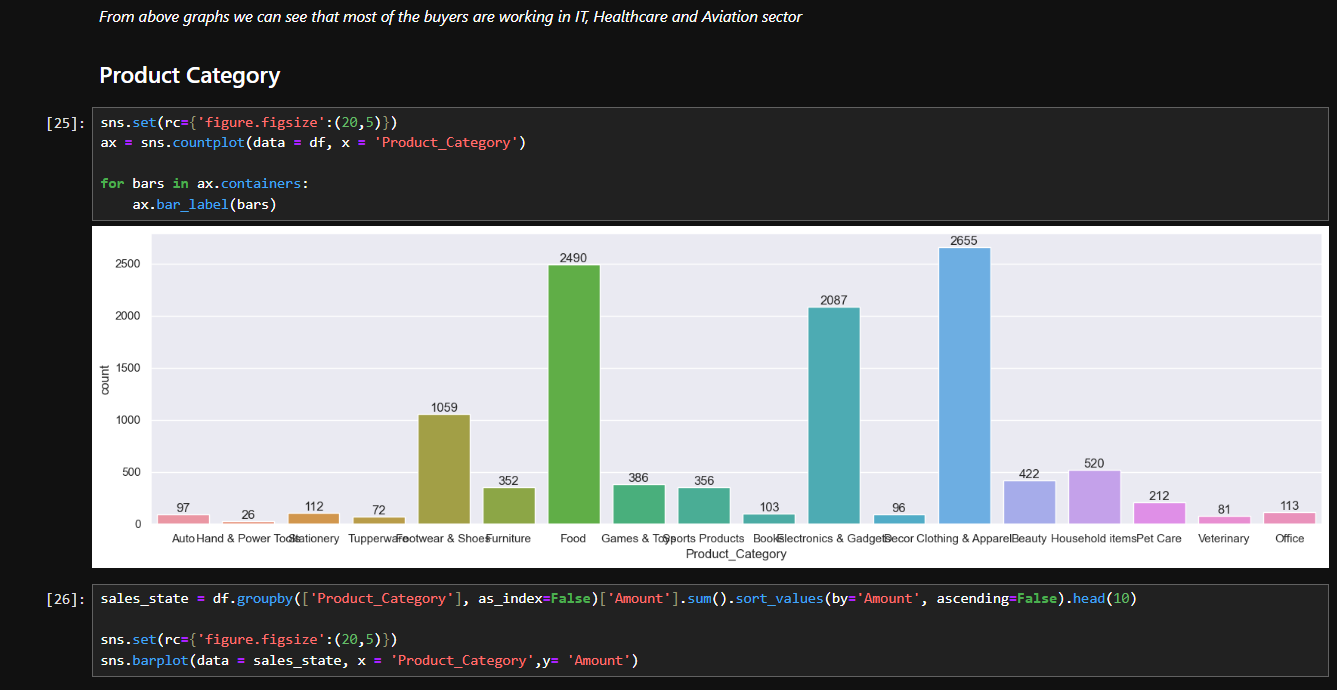 From above graphs we can see that most of the buyers are working in IT, Healthcare and Aviation sector
Product Category
[25]:
sns.set(rc={'figure.figsize':(20,5)})
ax = sns.countplot(data = df, x = 'Product_Category')
for bars in ax.containers:
    ax.bar_label(bars)
2655
2490
2500
2087
2000
1500
count
1059
1000
500
97 26 112 72 352 386 356 103 96 422 520 212 81 113
0
Auto Hand & Power Tools Stationery Tupperware Footwear & Shoes Furniture Food Games & Toys Sports Products Books Electronics & Gadgets Decor Clothing & Apparel Beauty Household items Pet Care Veterinary Office
Product_Category
[26]:
sales_state = df.groupby(['Product_Category'], as_index=False)['Amount'].sum().sort_values(by='Amount', ascending=False).head(10)
sns.set(rc={'figure.figsize':(20,5)})
sns.barplot(data = sales_state, x = 'Product_Category',y= 'Amount')